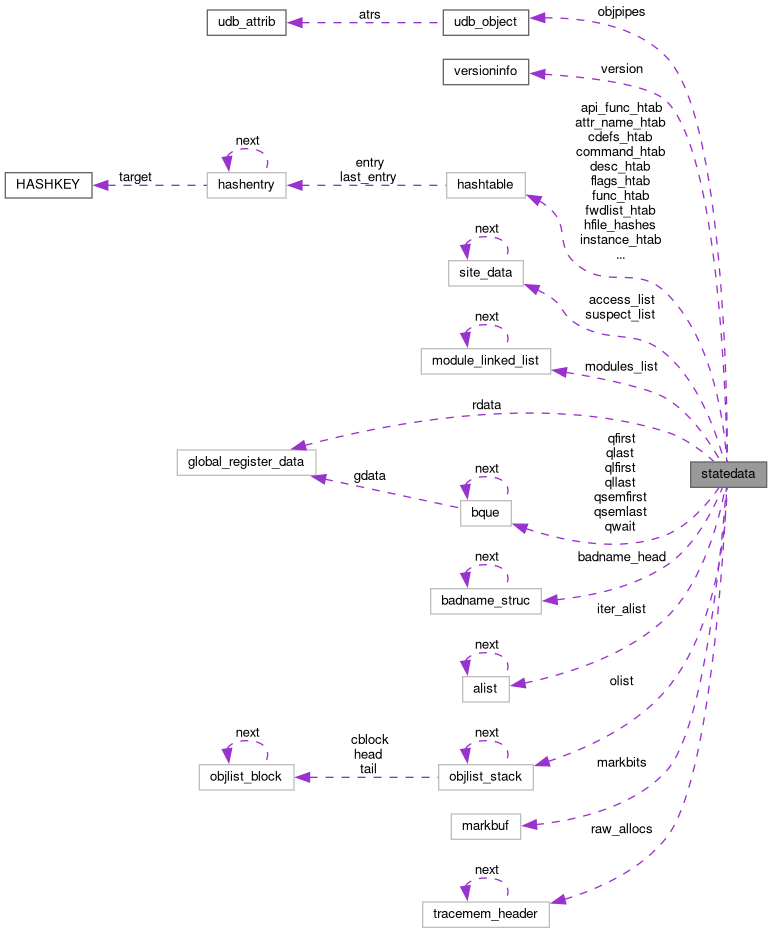 objpipes
udb_attrib
atrs
udb_object
version
versioninfo
api_func_htab
attr_name_htab
cdefs_htab
command_htab
desc_htab
flags_htab
func_htab
fwdlist_htab
hfile_hashes
instance_htab
...
next
entry
last_entry
HASHKEY
target
hashentry
hashtable
next
site_data
access_list
suspect_list
next
module_linked_list
modules_list
rdata
global_register_data
gdata
next
bque
qfirst
qlast
qlfirst
qllast
qsemfirst
qsemlast
qwait
statedata
next
badname_struc
badname_head
next
alist
iter_alist
olist
next
objlist_block
cblock
head
tail
next
objlist_stack
markbits
markbuf
raw_allocs
next
tracemem_header